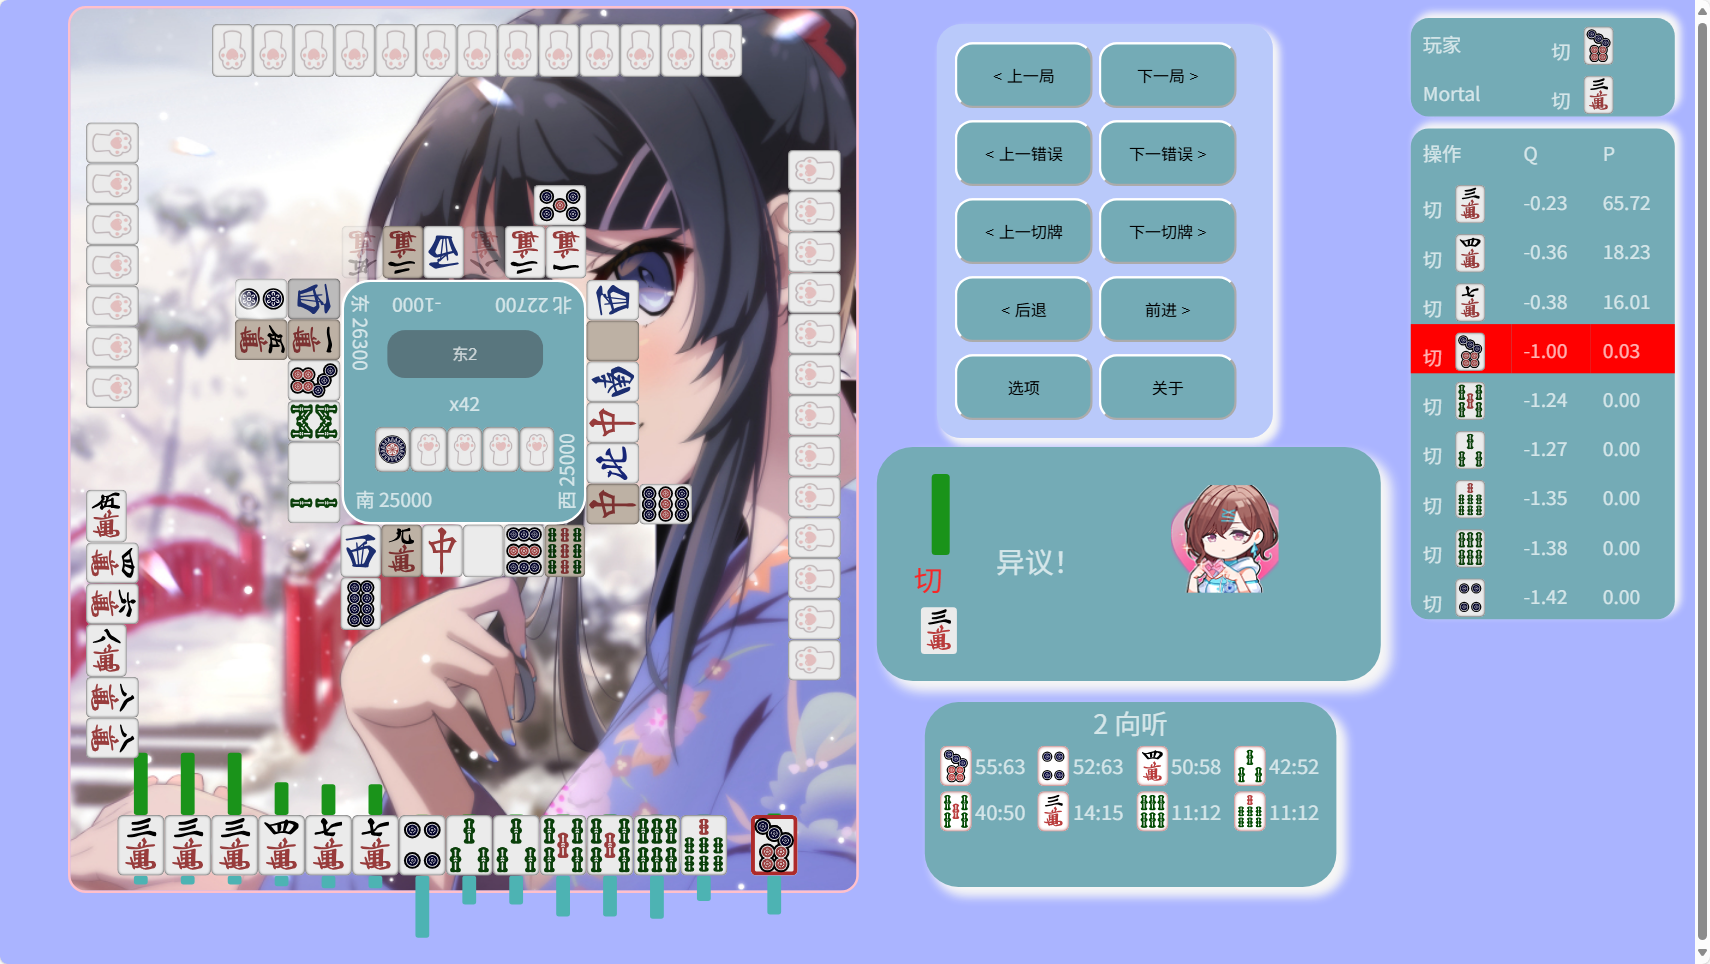 < 上一局
下一局 >
< 上一错误
下一错误 >
< 上一切牌
下一切牌 >
< 后退
前进 >
选项
关于
玩家 切
Mortal 切
操作 Q P
切 -0.23 65.72
切 -0.36 18.23
切 -0.38 16.01
切 -1.00 0.03
切 -1.24 0.00
切 -1.27 0.00
切 -1.35 0.00
切 -1.38 0.00
切 -1.42 0.00
北 22700 -1000
东 26300
东2
x42
西 25000
南 25000
异议!
切
2 向听
55:63 52:63 50:58 42:52
40:50 14:15 11:12 11:12